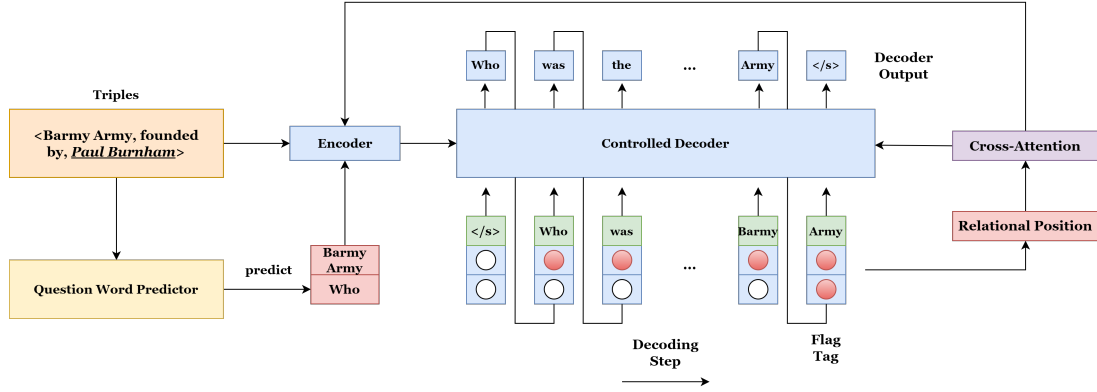 Who
was
the
...
Army
</s>
Decoder
Output
Triples
<Barmy Army, founded
by, Paul Burnham>
Encoder
Controlled Decoder
Cross-Attention
</s>
Who
was
Barmy
Army
Relational Position
Barmy
Army
Who
predict
Question Word Predictor
...
Decoding
Step
Flag
Tag